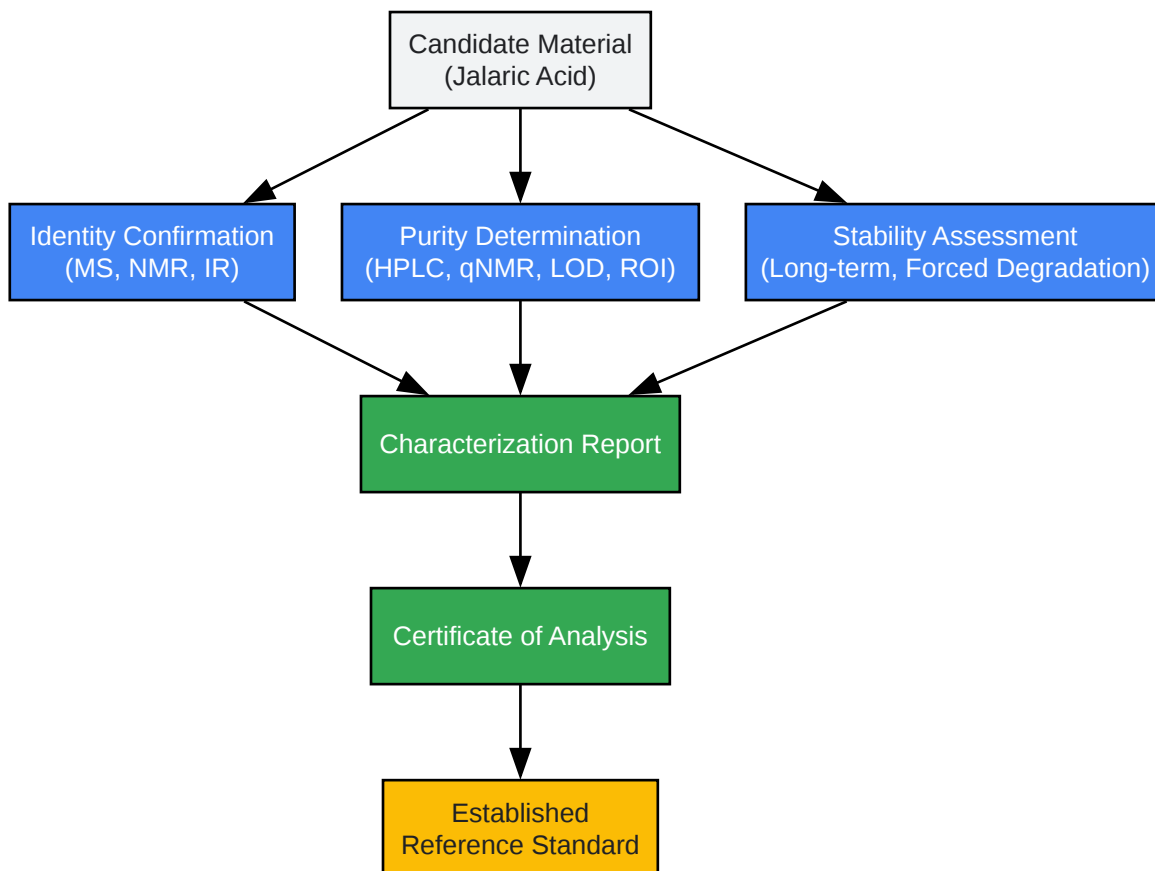 Candidate Material
(Jalaric Acid)
Identity Confirmation
(MS, NMR, IR)
Purity Determination
(HPLC, qNMR, LOD, ROI)
Stability Assessment
(Long-term, Forced Degradation)
Characterization Report
Certificate of Analysis
Established
Reference Standard